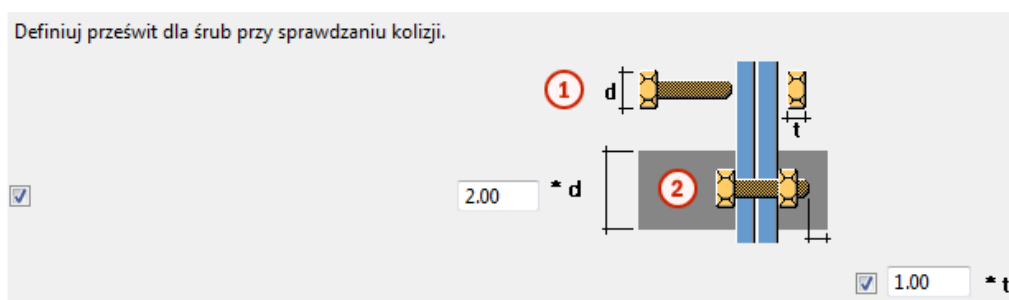 Definiuj prześwit dla śrub przy sprawdzaniu kolizji.
1 d
t
2.00 * d 2
1.00 * t